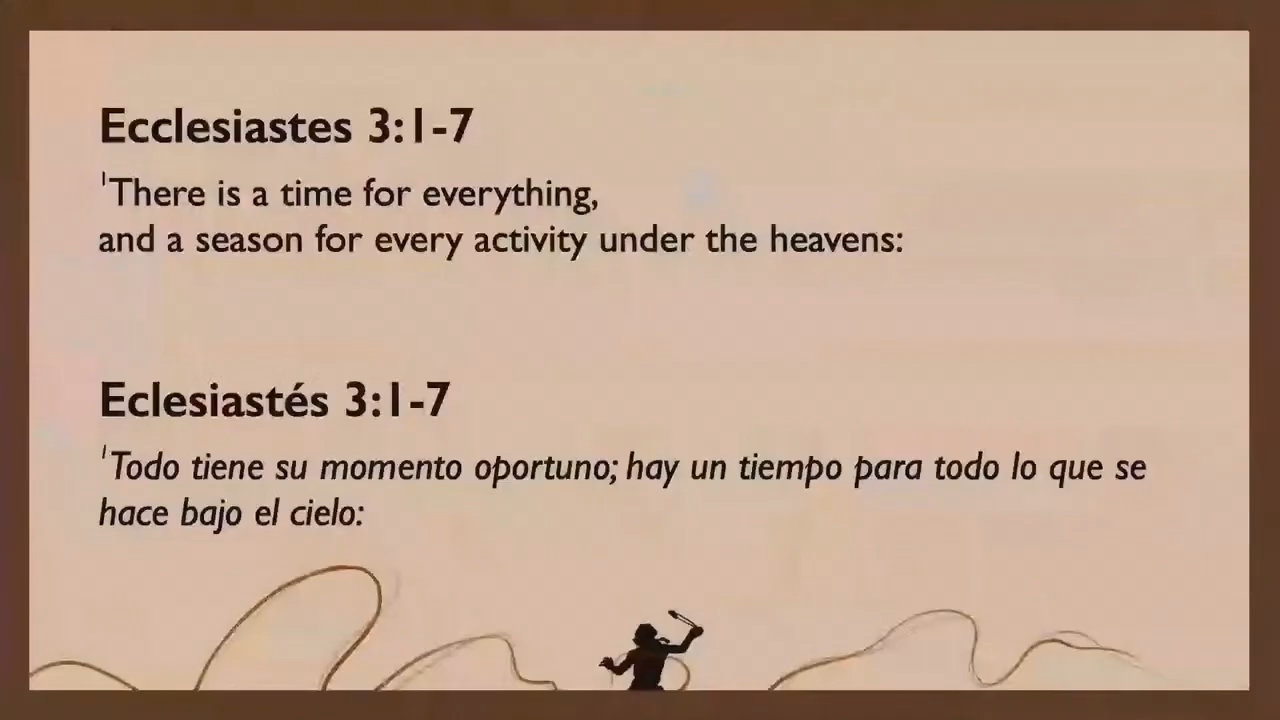 Ecclesiastes 3:1-7
¹There is a time for everything,
and a season for every activity under the heavens:
Eclesiastés 3:1-7
¹Todo tiene su momento oportuno; hay un tiempo para todo lo que se
hace bajo el cielo: